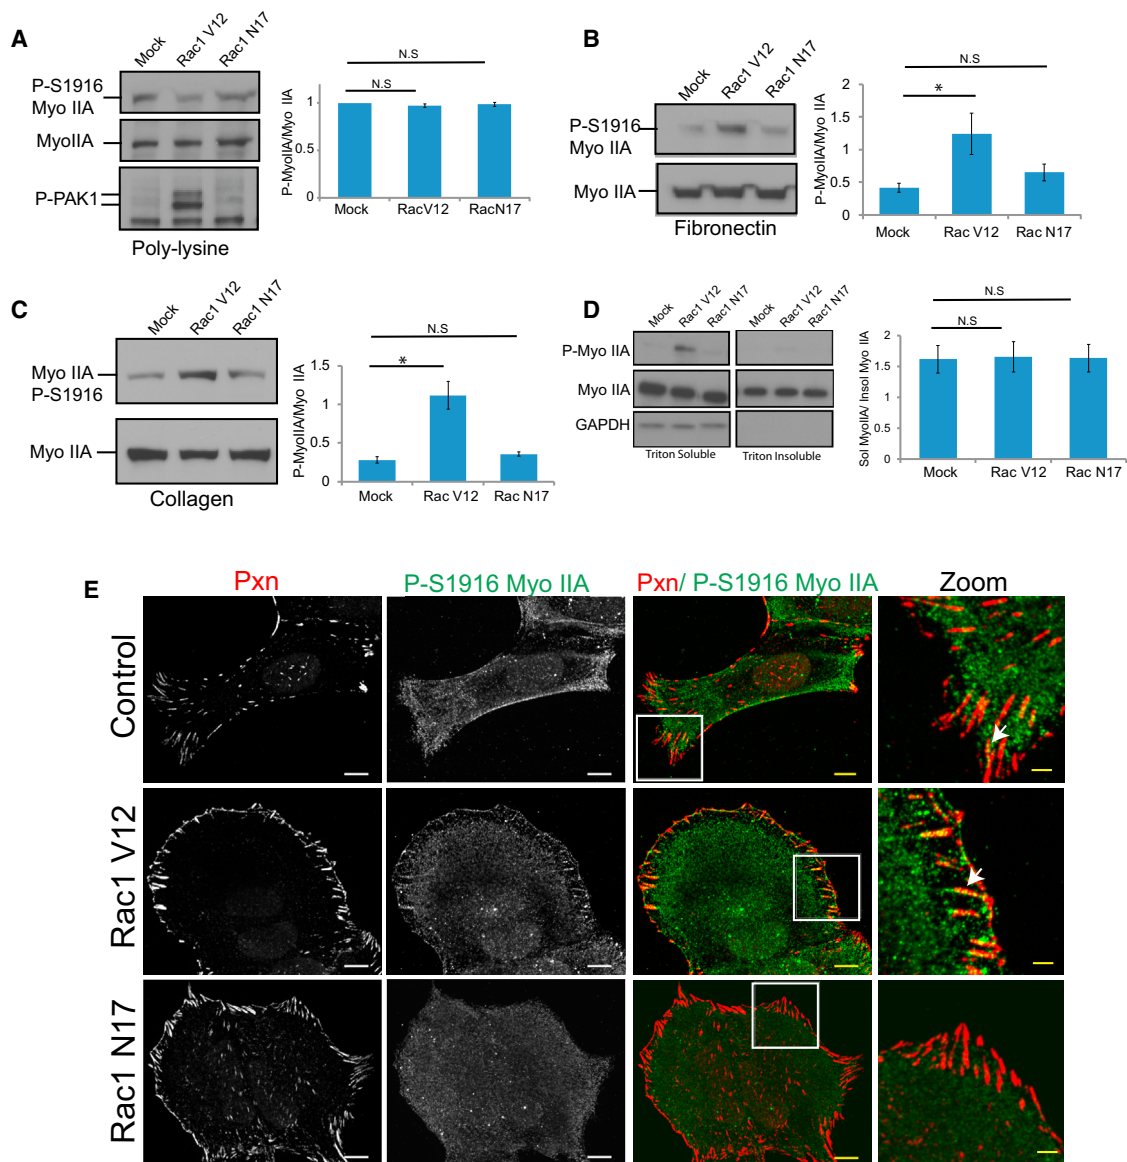 A
Mock
Rac1 V12
Rac1 N17
P-S1916
Myo IIA
MyoIIA
P-PAK1
Poly-lysine
N.S
N.S
P-MyoIIA/Myo IIA
1
0.5
0
Mock
RacV12
RacN17
B
Mock
Rac1 V12
Rac1 N17
P-S1916
Myo IIA
Myo IIA
Fibronectin
N.S
*
P-MyoIIA/Myo IIA
2
1.5
1
0.5
0
Mock
Rac V12
Rac N17
C
Mock
Rac1 V12
Rac1 N17
Myo IIA
P-S1916
Myo IIA
Collagen
N.S
*
P-MyoIIA/Myo IIA
1.5
1
0.5
0
Mock
Rac V12
Rac N17
D
Mock
Rac1 V12
Rac1 N17
Mock
Rac1 V12
Rac1 N17
P-Myo IIA
Myo IIA
GAPDH
Triton Soluble
Triton Insoluble
N.S
N.S
Sol MyoIIA/ Insol Myo IIA
2
1.5
1
0.5
0
Mock
Rac V12
Rac N17
E
Pxn
P-S1916 Myo IIA
Pxn/ P-S1916 Myo IIA
Zoom
Control
Rac1 V12
Rac1 N17